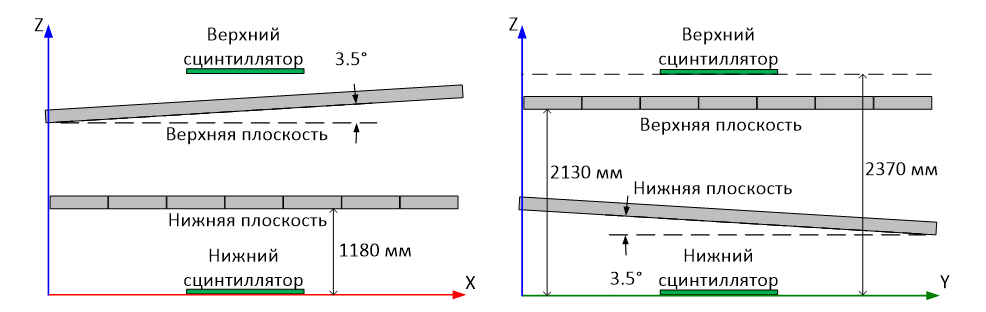 Z
Верхний
сцинтиллятор
3.5°
Верхняя плоскость
Нижняя плоскость
1180 мм
Нижний
сцинтиллятор
X
Z
Верхний
сцинтиллятор
Верхняя плоскость
2130 мм
2370 мм
Нижняя плоскость
Нижний
сцинтиллятор
3.5°
Y